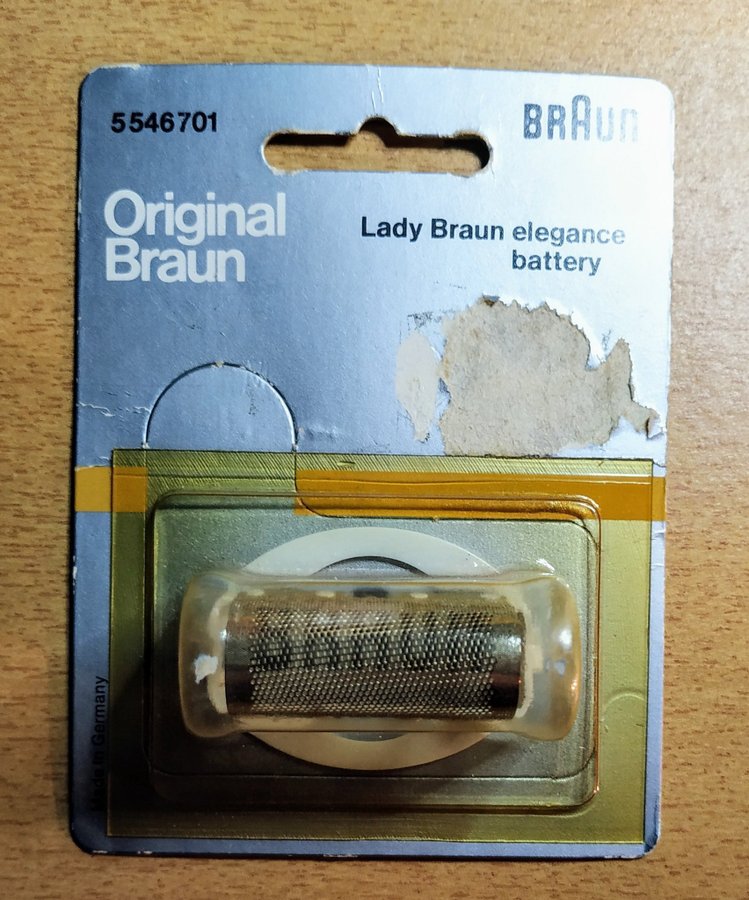 5546701
BRAUN
Original
Braun
Lady Braun elegance
battery
Made in Germany